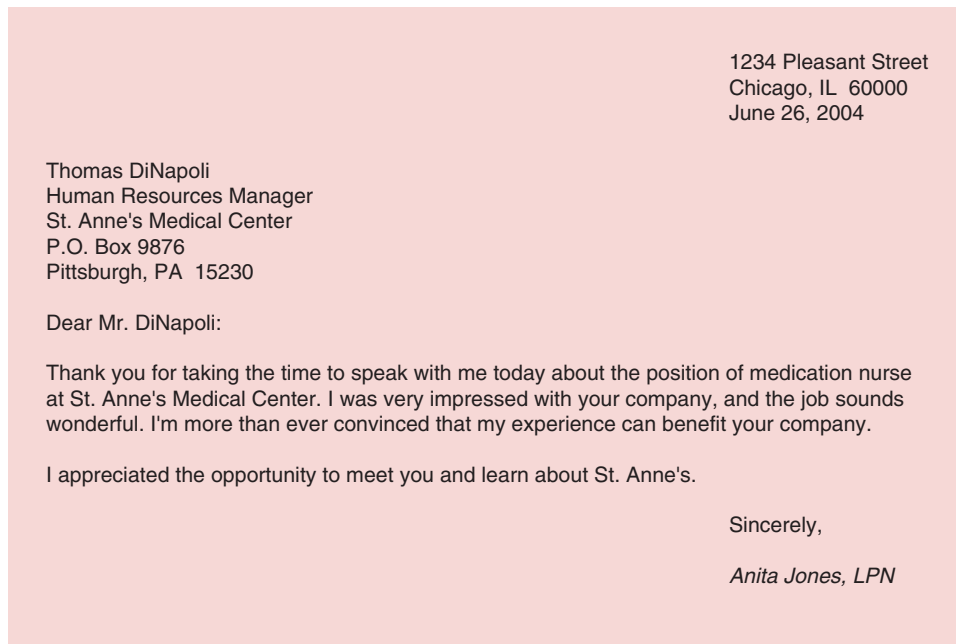 1234 Pleasant Street
Chicago, IL  60000
June 26, 2004
Thomas DiNapoli
Human Resources Manager
St. Anne's Medical Center
P.O. Box 9876
Pittsburgh, PA  15230
Dear Mr. DiNapoli:
Thank you for taking the time to speak with me today about the position of medication nurse
at St. Anne's Medical Center. I was very impressed with your company, and the job sounds
wonderful. I'm more than ever convinced that my experience can benefit your company.
I appreciated the opportunity to meet you and learn about St. Anne's.
Sincerely,
Anita Jones, LPN